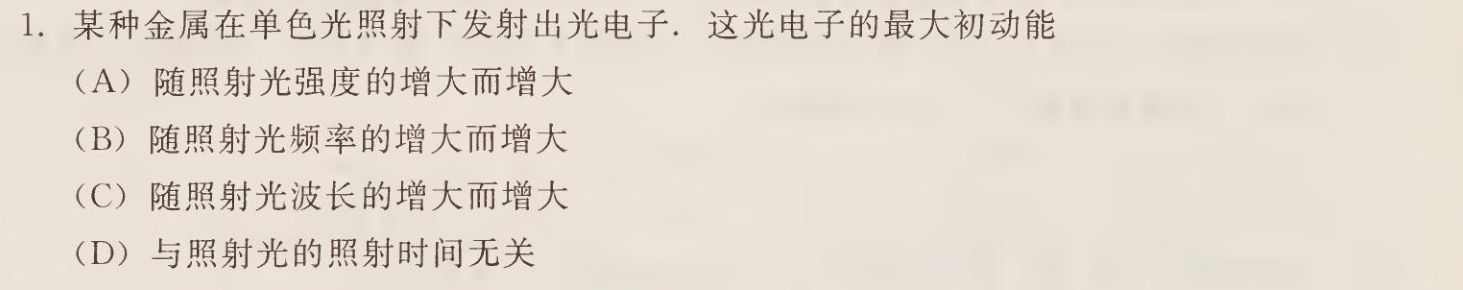 1. 某种金属在单色光照射下发射出光电子. 这光电子的最大初动能
(A) 随照射光强度的增大而增大
(B) 随照射光频率的增大而增大
(C) 随照射光波长的增大而增大
(D) 与照射光的照射时间无关